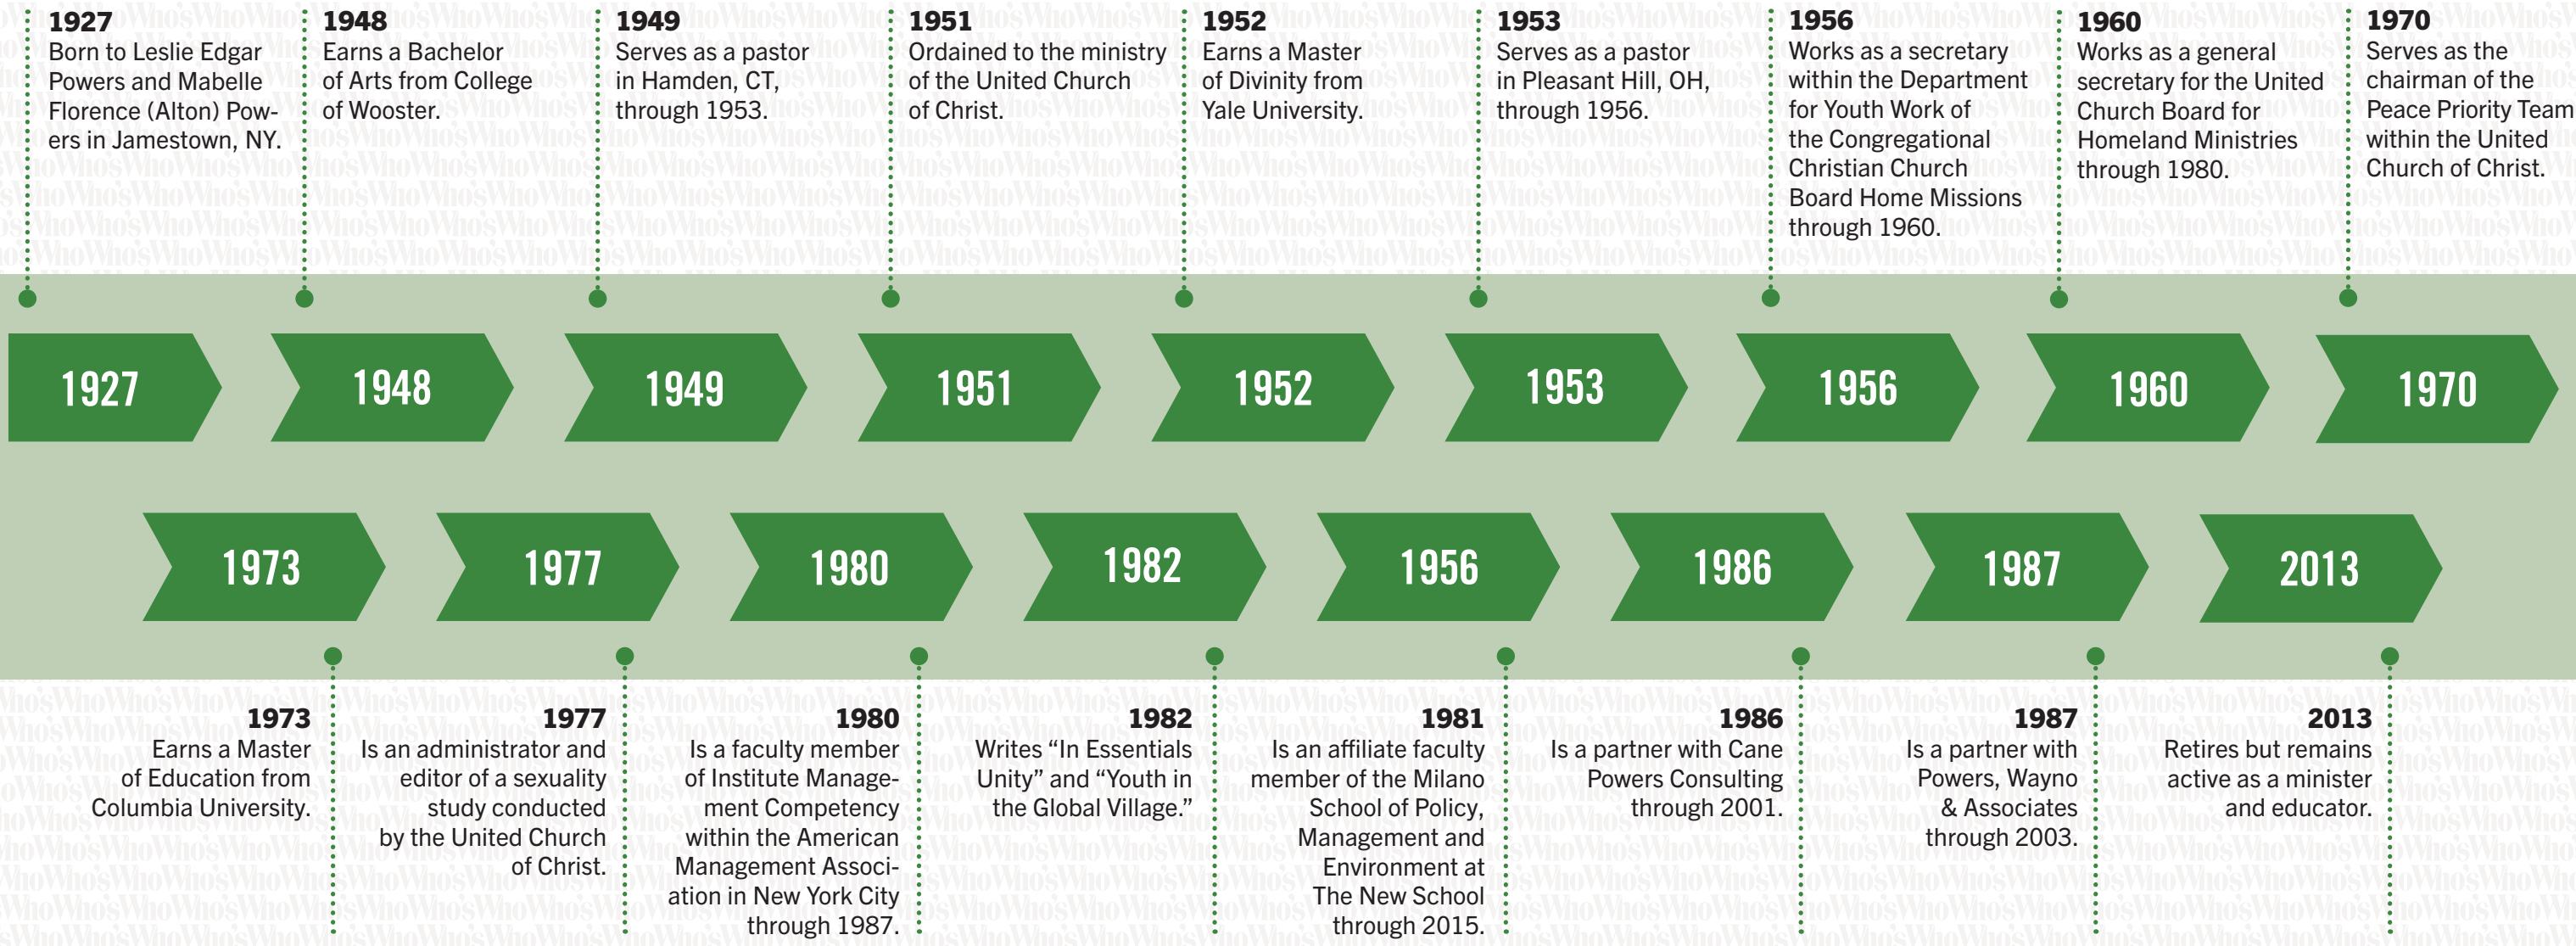 1927
Born to Leslie Edgar
Powers and Mabelle
Florence (Alton) Pow-
ers in Jamestown, NY.
1948
Earns a Bachelor
of Arts from College
of Wooster.
1949
Serves as a pastor
in Hamden, CT,
through 1953.
1951
Ordained to the ministry
of the United Church
of Christ.
1952
Earns a Master
of Divinity from
Yale University.
1953
Serves as a pastor
in Pleasant Hill, OH,
through 1956.
1956
Works as a secretary
within the Department
for Youth Work of
the Congregational
Christian Church
Board Home Missions
through 1960.
1960
Works as a general
secretary for the United
Church Board for
Homeland Ministries
through 1980.
1970
Serves as the
chairman of the
Peace Priority Team
within the United
Church of Christ.
1927
1948
1949
1951
1952
1953
1956
1960
1970
1973
1977
1980
1982
1956
1986
1987
2013
1973
Earns a Master
of Education from
Columbia University.
1977
Is an administrator and
editor of a sexuality
study conducted
by the United Church
of Christ.
1980
Is a faculty member
of Institute Manage-
ment Competency
within the American
Management Associ-
ation in New York City
through 1987.
1982
Writes “In Essentials
Unity” and “Youth in
the Global Village.”
1981
Is an affiliate faculty
member of the Milano
School of Policy,
Management and
Environment at
The New School
through 2015.
1986
Is a partner with Cane
Powers Consulting
through 2001.
1987
Is a partner with
Powers, Wayno
& Associates
through 2003.
2013
Retires but remains
active as a minister
and educator.